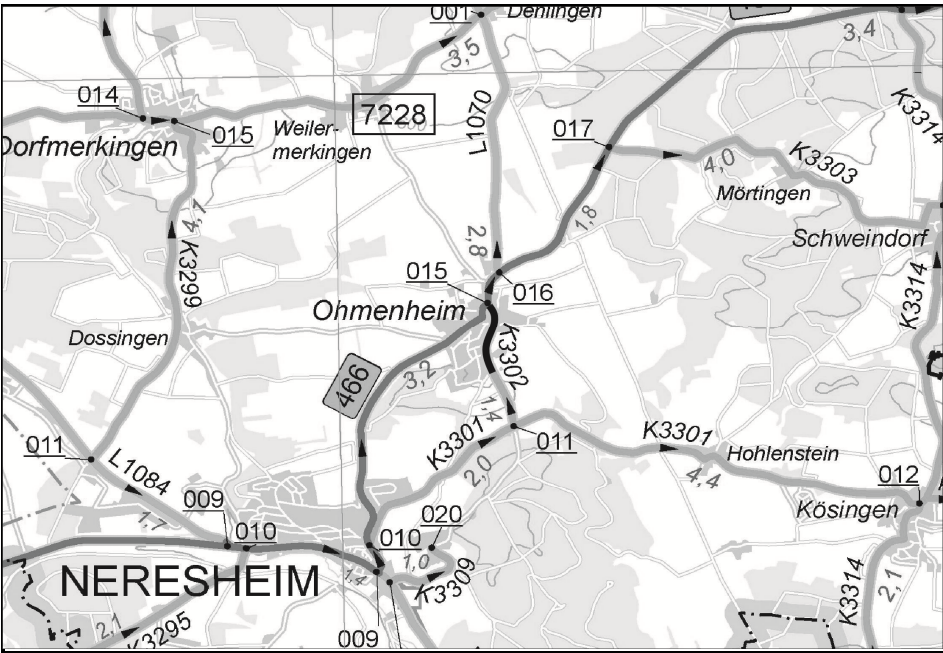 001
Dehlingen
3,5
3,4
014
7228
015
Weiler-
merkingen
Dorfmerkingen
L1070
K3314
017
4,0
K3303
Mörtingen
4,1
K3299
1,8
2,8
Schweindorf
015
016
Ohmenheim
K3314
Dossingen
K3302
466
3,2
1,4
K3301
011
K3301
Hohlenstein
4,4
011
L1084
2,0
012
Kösingen
009
1,7
010
020
010
1,0
NERESHEIM
1,4
K3309
K3314
2,1
2,1
K3295
009